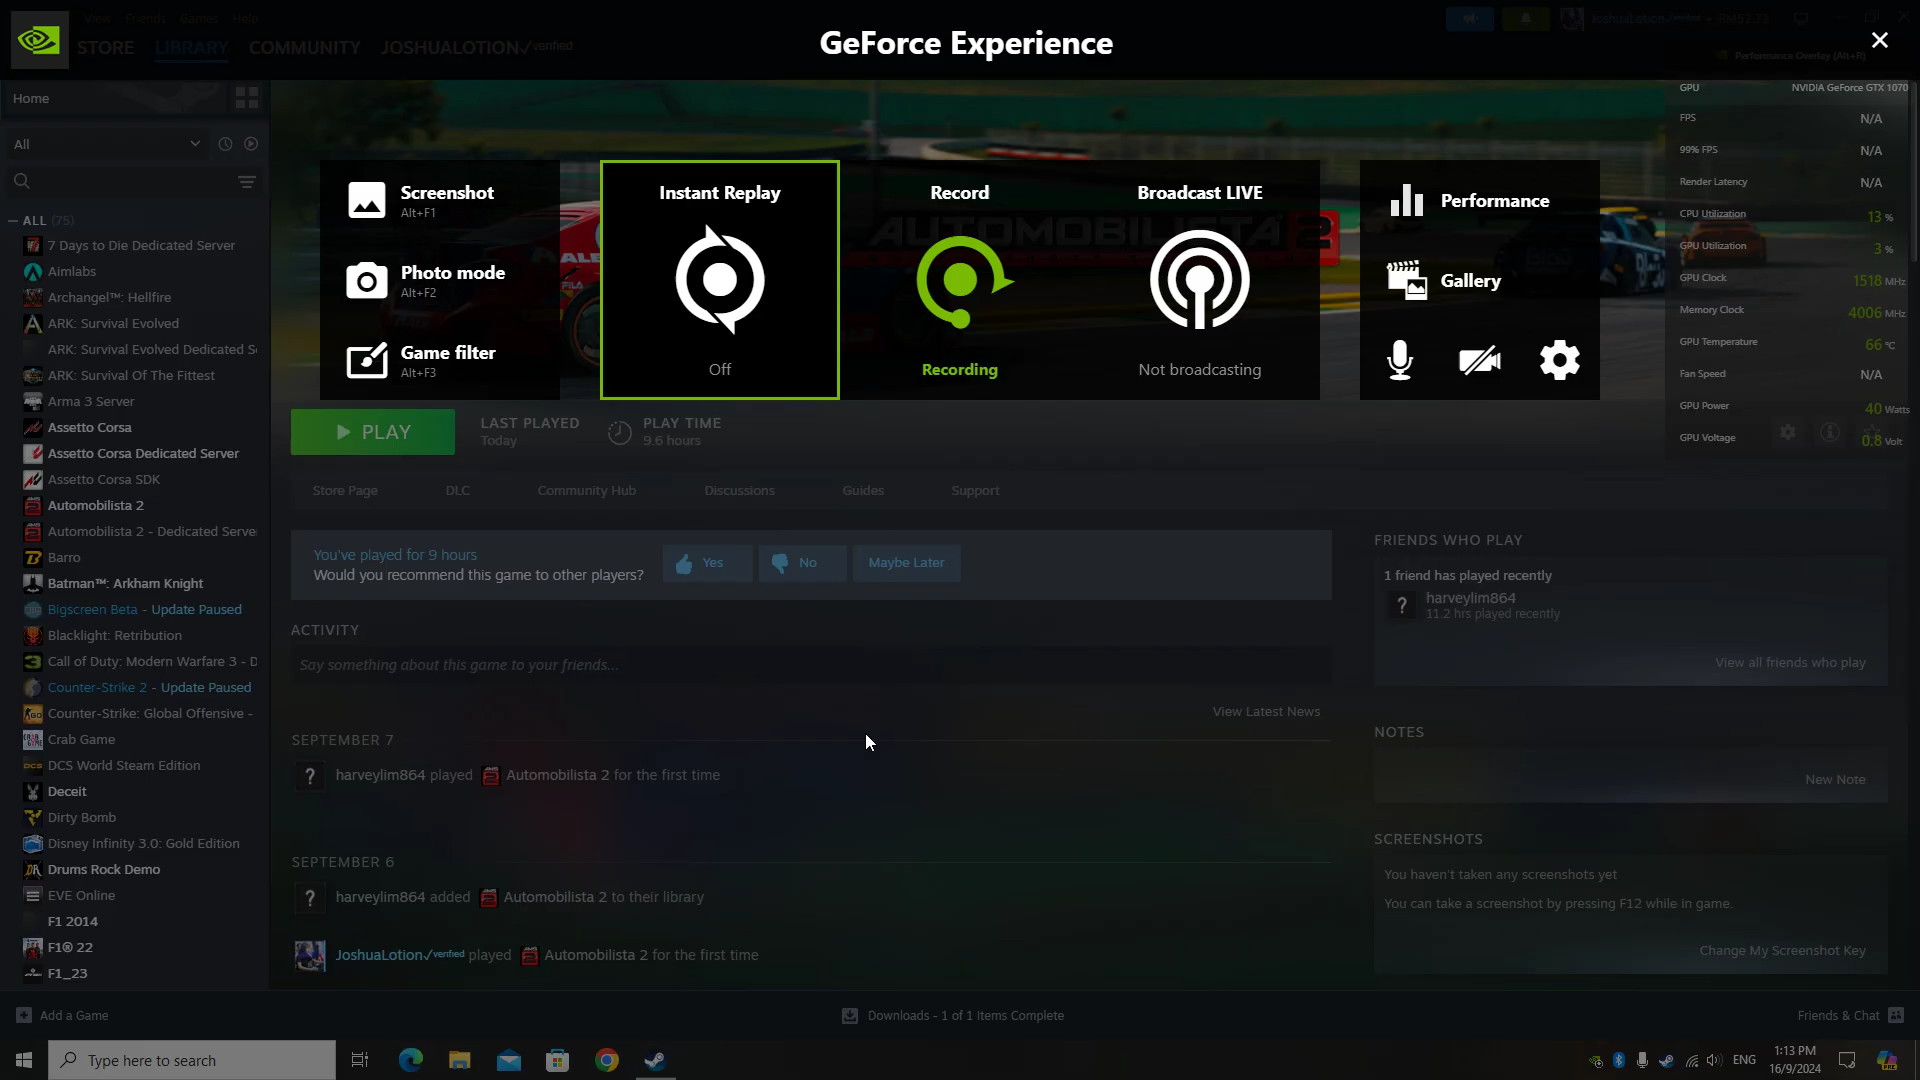 View Friends Games Help
STORE LIBRARY COMMUNITY JOSHUALOTION✓verified
GeForce Experience
JoshuaLotion✓verified
Performance Overlay (Alt+R)
Home
All
ALL (75)
7 Days to Die Dedicated Server
Aimlabs
Archangel™: Hellfire
ARK: Survival Evolved
ARK: Survival Evolved Dedicated S
ARK: Survival Of The Fittest
Arma 3 Server
Assetto Corsa
Assetto Corsa Dedicated Server
Assetto Corsa SDK
Automobilista 2
Automobilista 2 - Dedicated Serve
Barro
Batman™: Arkham Knight
Bigscreen Beta - Update Paused
Blacklight: Retribution
Call of Duty: Modern Warfare 3 - D
Counter-Strike 2 - Update Paused
Counter-Strike: Global Offensive -
Crab Game
DCS World Steam Edition
Deceit
Dirty Bomb
Disney Infinity 3.0: Gold Edition
Drums Rock Demo
EVE Online
F1 2014
F1® 22
F1_23
Screenshot
Alt+F1
Photo mode
Alt+F2
Game filter
Alt+F3
Instant Replay
Off
Record
Recording
Broadcast LIVE
Not broadcasting
AUTOMOBILISTA 2
Performance
Gallery
GPU NVIDIA GeForce GTX 1070
FPS N/A
99% FPS N/A
Render Latency N/A
CPU Utilization 13 %
GPU Utilization 3 %
GPU Clock 1518 MHz
Memory Clock 4006 MHz
GPU Temperature 66 °C
Fan Speed N/A
GPU Power 40 Watts
GPU Voltage 0.8 Volt
PLAY
LAST PLAYED
Today
PLAY TIME
9.6 hours
Store Page DLC Community Hub Discussions Guides Support
You've played for 9 hours
Would you recommend this game to other players?
Yes
No
Maybe Later
ACTIVITY
Say something about this game to your friends...
View Latest News
SEPTEMBER 7
harveylim864 played Automobilista 2 for the first time
SEPTEMBER 6
harveylim864 added Automobilista 2 to their library
JoshuaLotion✓verified played Automobilista 2 for the first time
FRIENDS WHO PLAY
1 friend has played recently
harveylim864
11.2 hrs played recently
View all friends who play
NOTES
New Note
SCREENSHOTS
You haven't taken any screenshots yet
You can take a screenshot by pressing F12 while in game.
Change My Screenshot Key
Add a Game
Downloads - 1 of 1 Items Complete
Friends & Chat
Type here to search
ENG
1:13 PM
16/9/2024